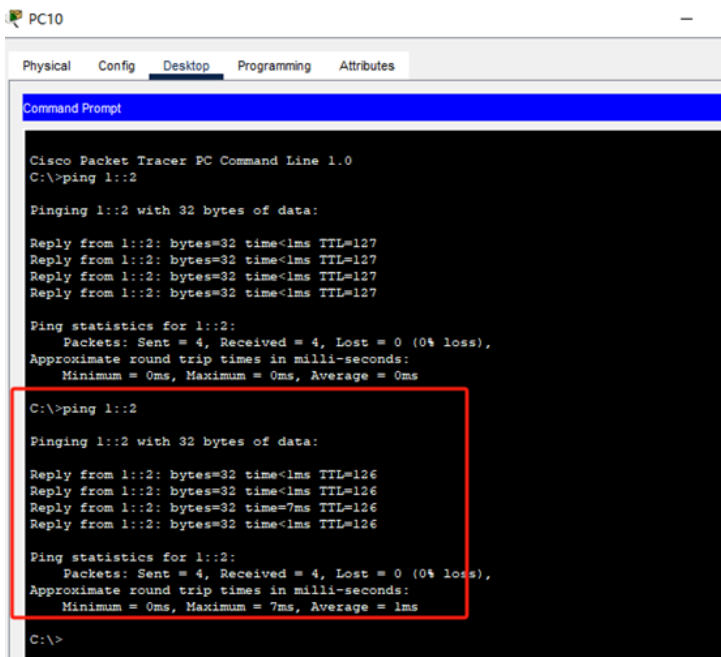 PC10
Physical Config Desktop Programming Attributes
Command Prompt
Cisco Packet Tracer PC Command Line 1.0
C:\>ping 1::2
Pinging 1::2 with 32 bytes of data:
Reply from 1::2: bytes=32 time<1ms TTL=127
Reply from 1::2: bytes=32 time<1ms TTL=127
Reply from 1::2: bytes=32 time<1ms TTL=127
Reply from 1::2: bytes=32 time<1ms TTL=127
Ping statistics for 1::2:
Packets: Sent = 4, Received = 4, Lost = 0 (0% loss),
Approximate round trip times in milli-seconds:
Minimum = 0ms, Maximum = 0ms, Average = 0ms
C:\>ping 1::2
Pinging 1::2 with 32 bytes of data:
Reply from 1::2: bytes=32 time<1ms TTL=126
Reply from 1::2: bytes=32 time<1ms TTL=126
Reply from 1::2: bytes=32 time=7ms TTL=126
Reply from 1::2: bytes=32 time<1ms TTL=126
Ping statistics for 1::2:
Packets: Sent = 4, Received = 4, Lost = 0 (0% loss),
Approximate round trip times in milli-seconds:
Minimum = 0ms, Maximum = 7ms, Average = 1ms
C:\>